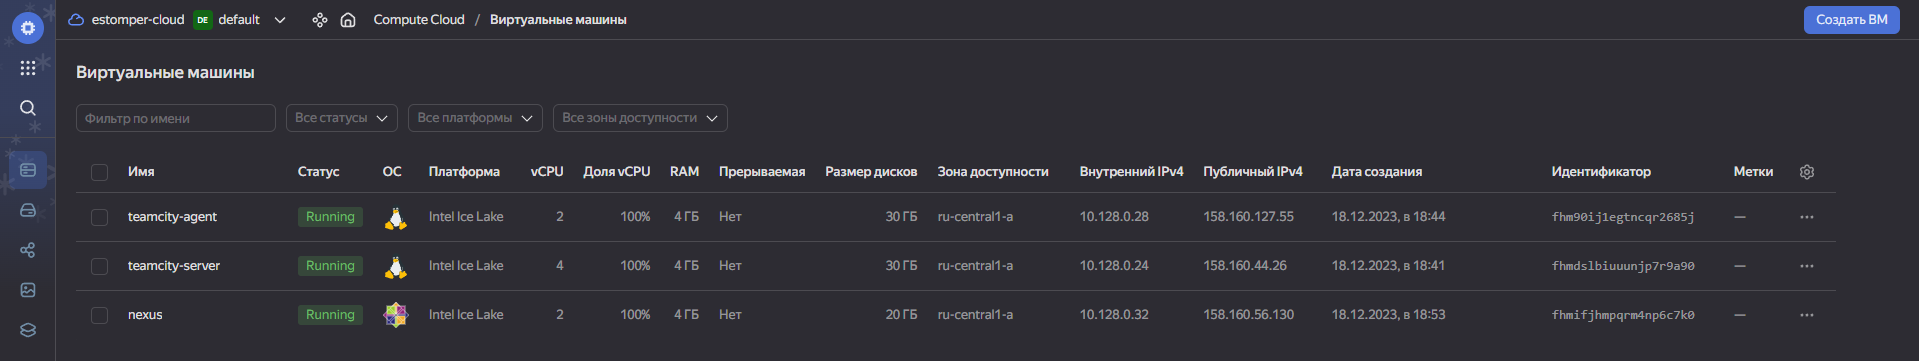 estomper-cloud DE default Compute Cloud / Виртуальные машины Создать ВМ
Виртуальные машины
Фильтр по имени Все статусы Все платформы Все зоны доступности
Имя Статус ОС Платформа vCPU Доля vCPU RAM Прерываемая Размер дисков Зона доступности Внутренний IPv4 Публичный IPv4 Дата создания Идентификатор Метки
teamcity-agent Running Intel Ice Lake 2 100% 4 ГБ Нет 30 ГБ ru-central1-a 10.128.0.28 158.160.127.55 18.12.2023, в 18:44 fhm90ij1egtncqr2685j —
teamcity-server Running Intel Ice Lake 4 100% 4 ГБ Нет 30 ГБ ru-central1-a 10.128.0.24 158.160.44.26 18.12.2023, в 18:41 fhmdslbiuuunjp7r9a90 —
nexus Running Intel Ice Lake 2 100% 4 ГБ Нет 20 ГБ ru-central1-a 10.128.0.32 158.160.56.130 18.12.2023, в 18:53 fhmifjhmpqrm4np6c7k0 —